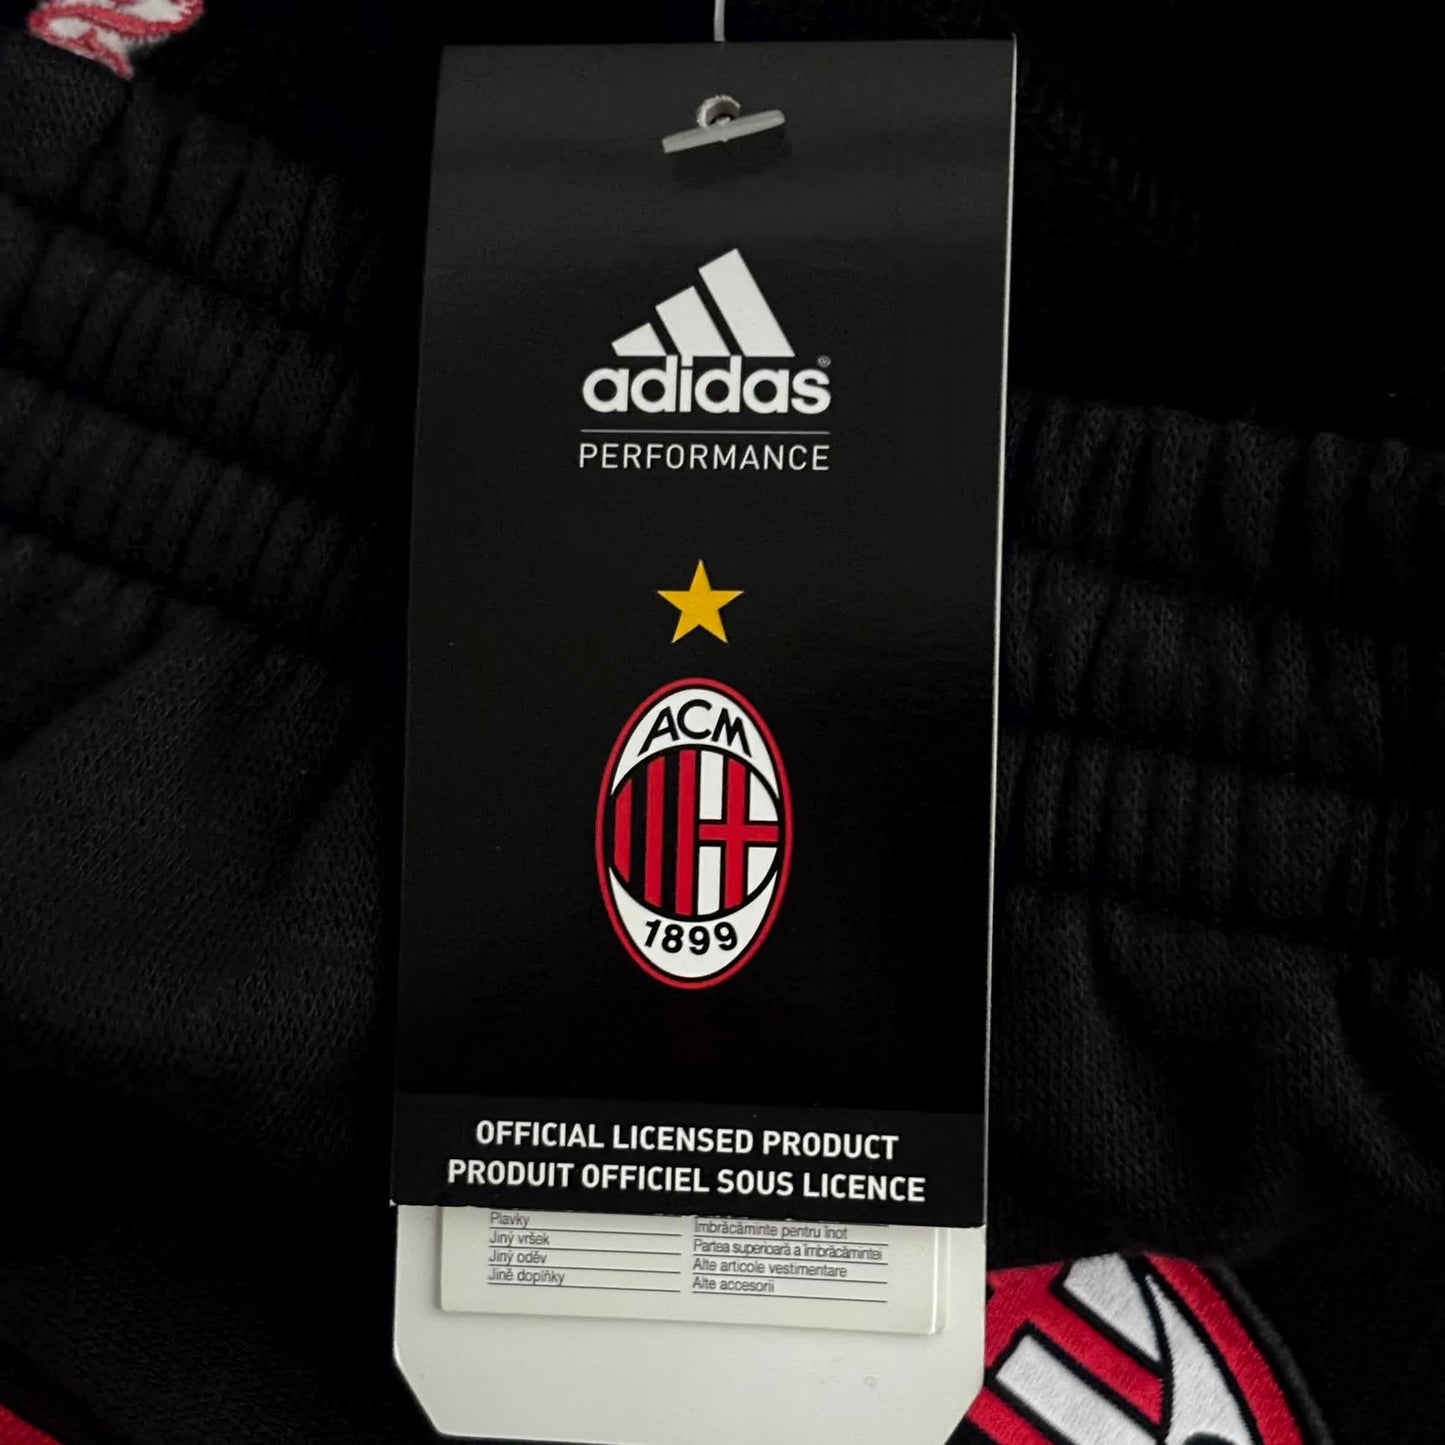 adidas®
PERFORMANCE
ACM
1899
OFFICIAL LICENSED PRODUCT
PRODUIT OFFICIEL SOUS LICENCE
Plavky
Jiný vršek
Jiný oděv
Jině doplňky
Îmbrăcăminte pentru înot
Partea superioară a îmbrăcămintei
Alte articole vestimentare
Alte accesorii